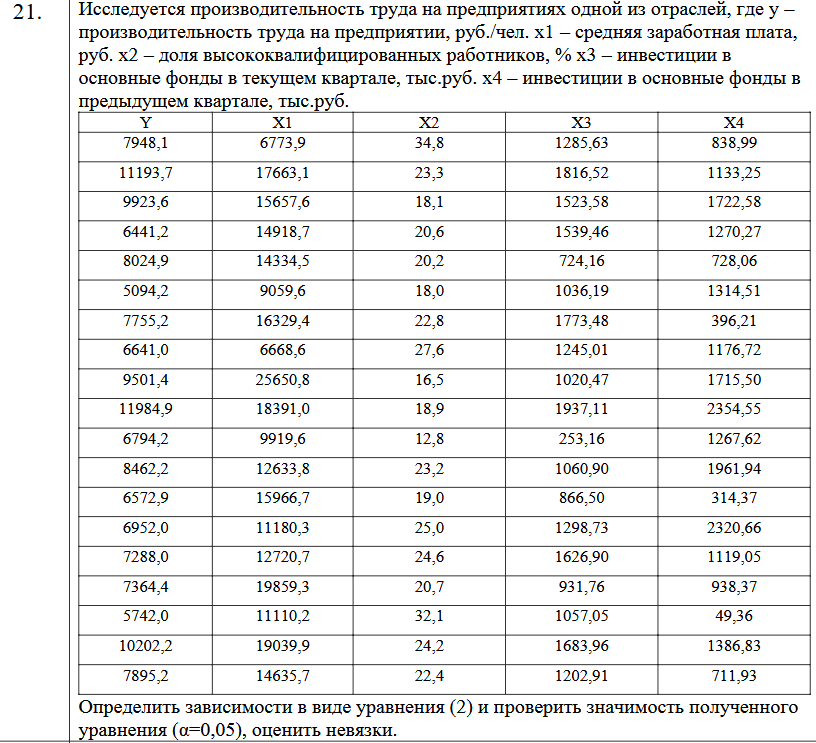 21.
Исследуется производительность труда на предприятиях одной из отраслей, где y –
производительность труда на предприятии, руб./чел. x1 – средняя заработная плата,
руб. x2 – доля высококвалифицированных работников, % x3 – инвестиции в
основные фонды в текущем квартале, тыс.руб. x4 – инвестиции в основные фонды в
предыдущем квартале, тыс.руб.
Y X1 X2 X3 X4
7948,1 6773,9 34,8 1285,63 838,99
11193,7 17663,1 23,3 1816,52 1133,25
9923,6 15657,6 18,1 1523,58 1722,58
6441,2 14918,7 20,6 1539,46 1270,27
8024,9 14334,5 20,2 724,16 728,06
5094,2 9059,6 18,0 1036,19 1314,51
7755,2 16329,4 22,8 1773,48 396,21
6641,0 6668,6 27,6 1245,01 1176,72
9501,4 25650,8 16,5 1020,47 1715,50
11984,9 18391,0 18,9 1937,11 2354,55
6794,2 9919,6 12,8 253,16 1267,62
8462,2 12633,8 23,2 1060,90 1961,94
6572,9 15966,7 19,0 866,50 314,37
6952,0 11180,3 25,0 1298,73 2320,66
7288,0 12720,7 24,6 1626,90 1119,05
7364,4 19859,3 20,7 931,76 938,37
5742,0 11110,2 32,1 1057,05 49,36
10202,2 19039,9 24,2 1683,96 1386,83
7895,2 14635,7 22,4 1202,91 711,93
Определить зависимости в виде уравнения (2) и проверить значимость полученного
уравнения (α=0,05), оценить невязки.